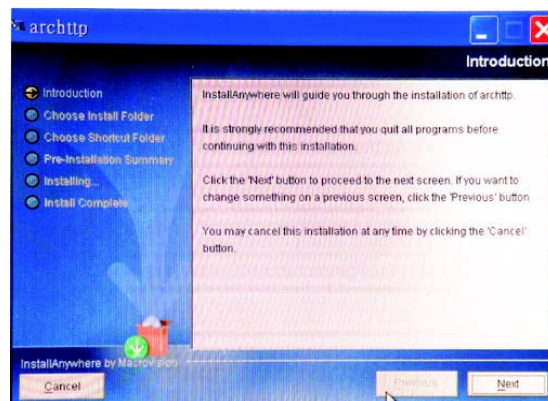 archttp
Introduction
Introduction
Choose Install Folder
Choose Shortcut Folder
Pre-Installation Summary
Installing...
Install Complete
InstallAnywhere will guide you through the installation of archttp.
It is strongly recommended that you quit all programs before
continuing with this installation.
Click the 'Next' button to proceed to the next screen. If you want to
change something on a previous screen, click the 'Previous' button.
You may cancel this installation at any time by clicking the 'Cancel'
button.
InstallAnywhere by Macrovision
Cancel
Previous
Next